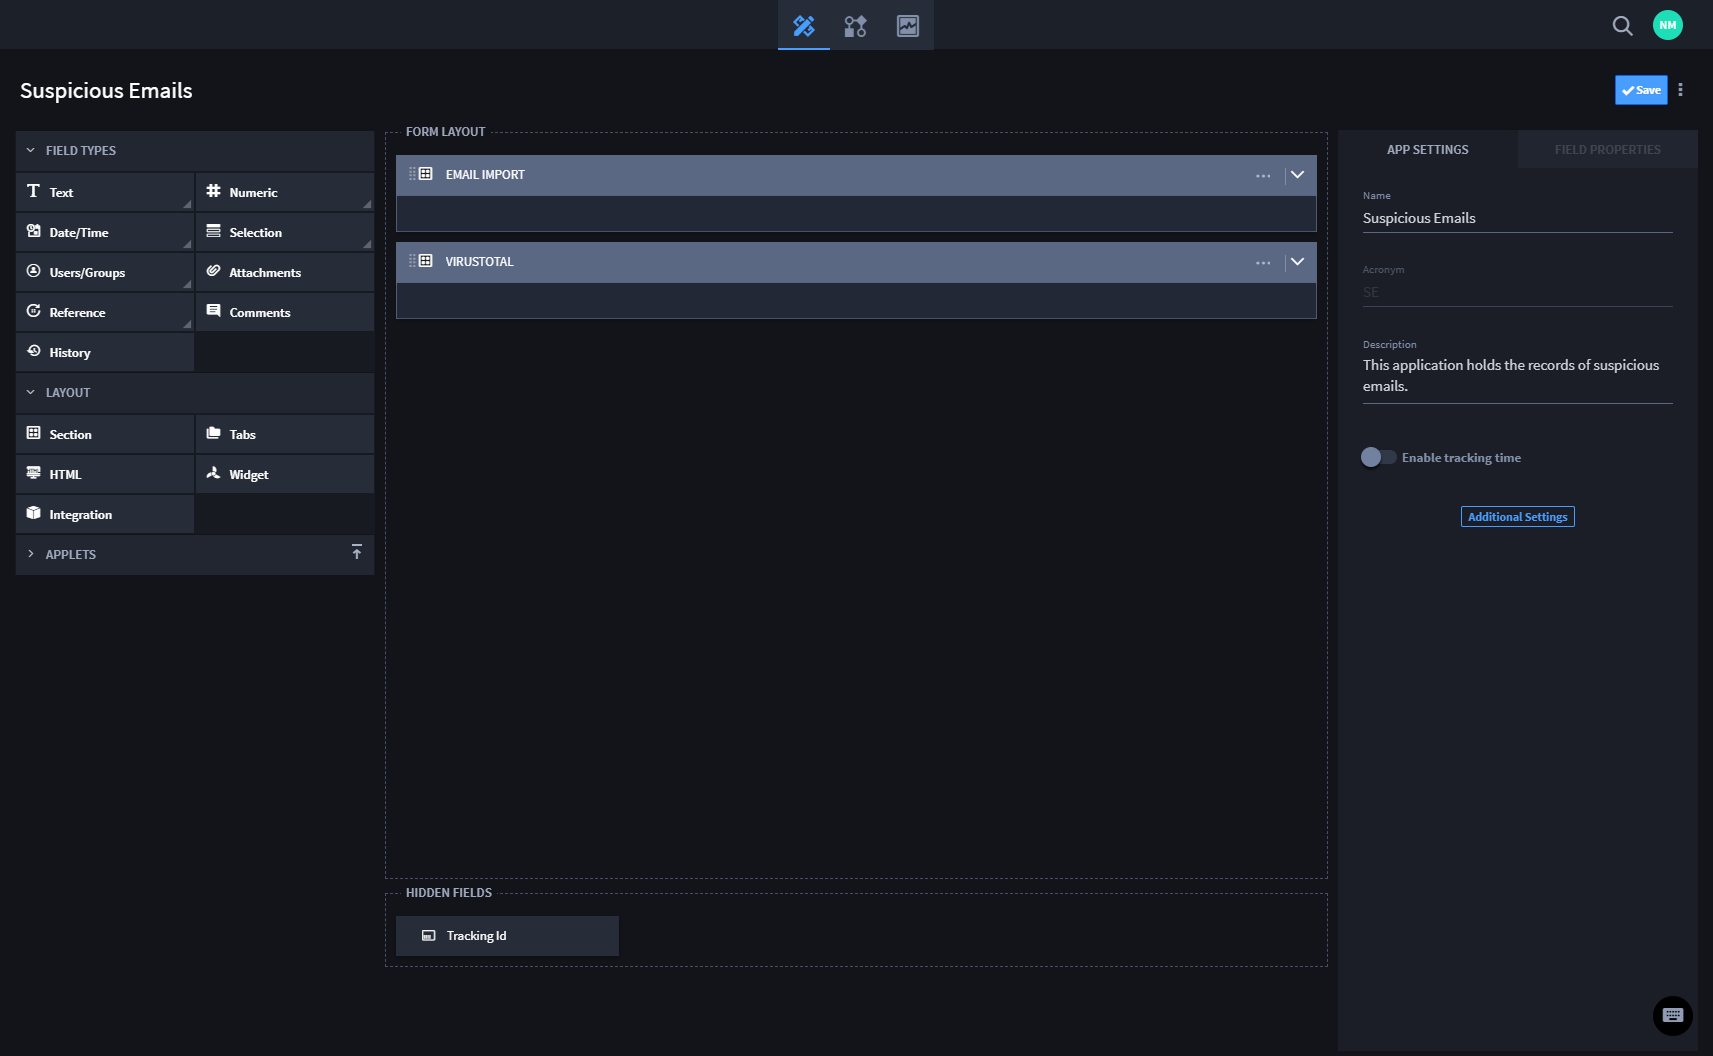 NM
Suspicious Emails
Save
FIELD TYPES
Text
Numeric
Date/Time
Selection
Users/Groups
Attachments
Reference
Comments
History
LAYOUT
Section
Tabs
HTML
Widget
Integration
APPLETS
FORM LAYOUT
EMAIL IMPORT
VIRUSTOTAL
HIDDEN FIELDS
Tracking Id
APP SETTINGS
FIELD PROPERTIES
Name
Suspicious Emails
Acronym
SE
Description
This application holds the records of suspicious
emails.
Enable tracking time
Additional Settings